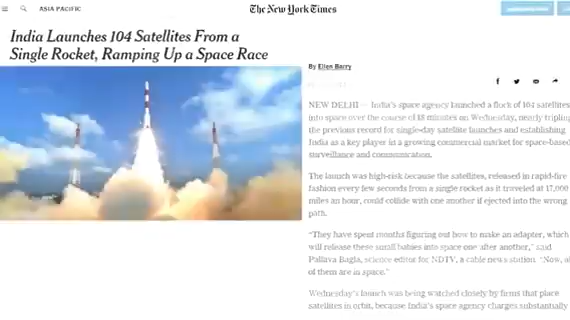 ASIA PACIFIC
The New York Times
India Launches 104 Satellites From a
Single Rocket, Ramping Up a Space Race
By Ellen Barry
NEW DELHI — India's space agency launched a flock of 104 satellites
into space over the course of 18 minutes on Wednesday, nearly tripling
the previous record for single-day satellite launches and establishing
India as a key player in a growing commercial market for space-based
surveillance and communication.
The launch was high-risk because the satellites, released in rapid-fire
fashion every few seconds from a single rocket as it traveled at 17,000
miles an hour, could collide with one another if ejected into the wrong
path.
"They have spent months figuring out how to make an adapter, which
will release these small babies into space one after another," said
Pallava Bagla, science editor for NDTV, a cable news station. "Now, al
of them are in space."
Wednesday's launch was being watched closely by firms that place
satellites in orbit, because India's space agency charges substantially